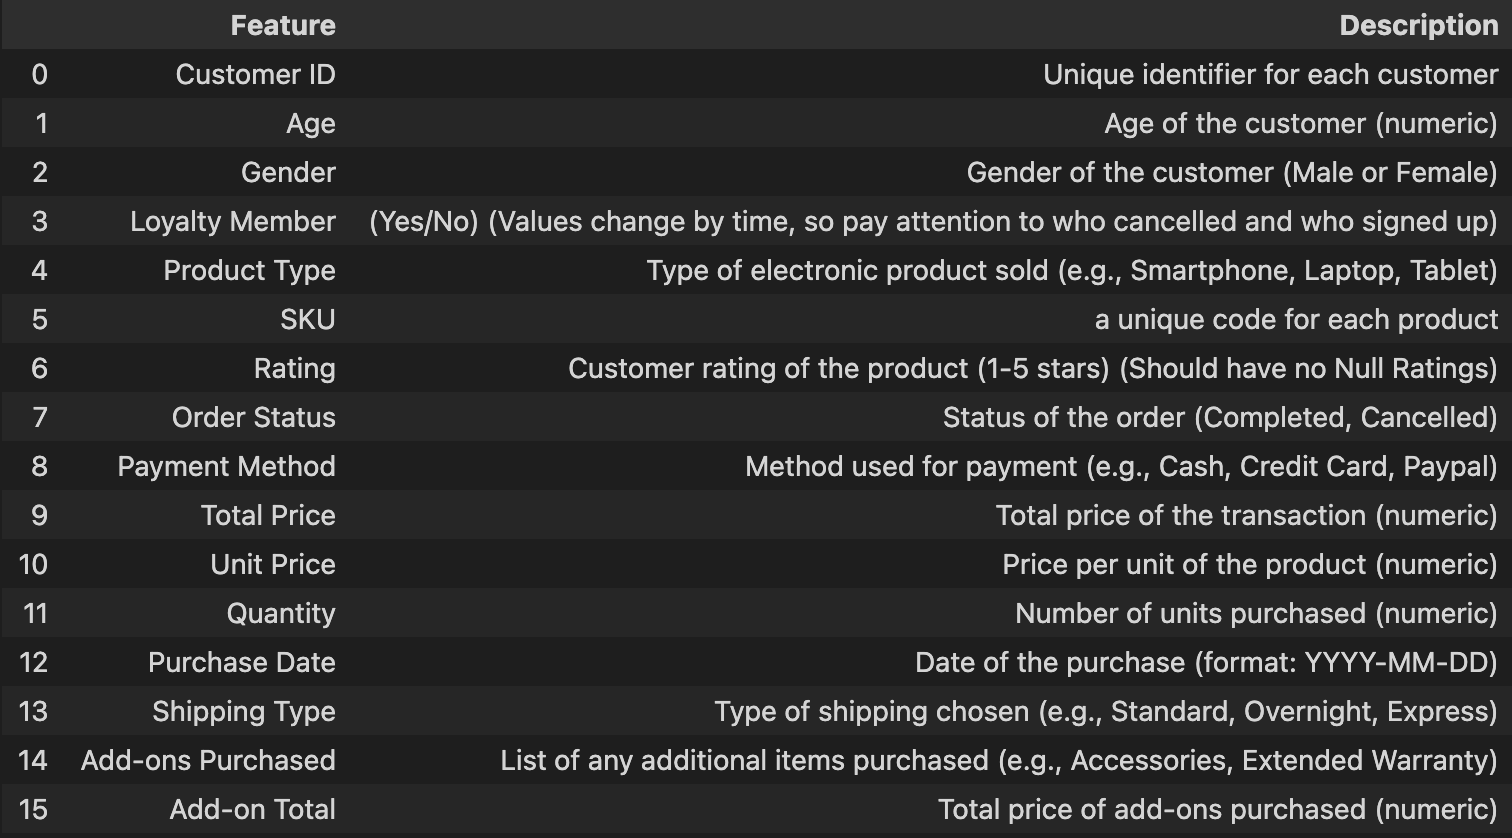 Feature Description
0 Customer ID Unique identifier for each customer
1 Age Age of the customer (numeric)
2 Gender Gender of the customer (Male or Female)
3 Loyalty Member (Yes/No) (Values change by time, so pay attention to who cancelled and who signed up)
4 Product Type Type of electronic product sold (e.g., Smartphone, Laptop, Tablet)
5 SKU a unique code for each product
6 Rating Customer rating of the product (1-5 stars) (Should have no Null Ratings)
7 Order Status Status of the order (Completed, Cancelled)
8 Payment Method Method used for payment (e.g., Cash, Credit Card, Paypal)
9 Total Price Total price of the transaction (numeric)
10 Unit Price Price per unit of the product (numeric)
11 Quantity Number of units purchased (numeric)
12 Purchase Date Date of the purchase (format: YYYY-MM-DD)
13 Shipping Type Type of shipping chosen (e.g., Standard, Overnight, Express)
14 Add-ons Purchased List of any additional items purchased (e.g., Accessories, Extended Warranty)
15 Add-on Total Total price of add-ons purchased (numeric)